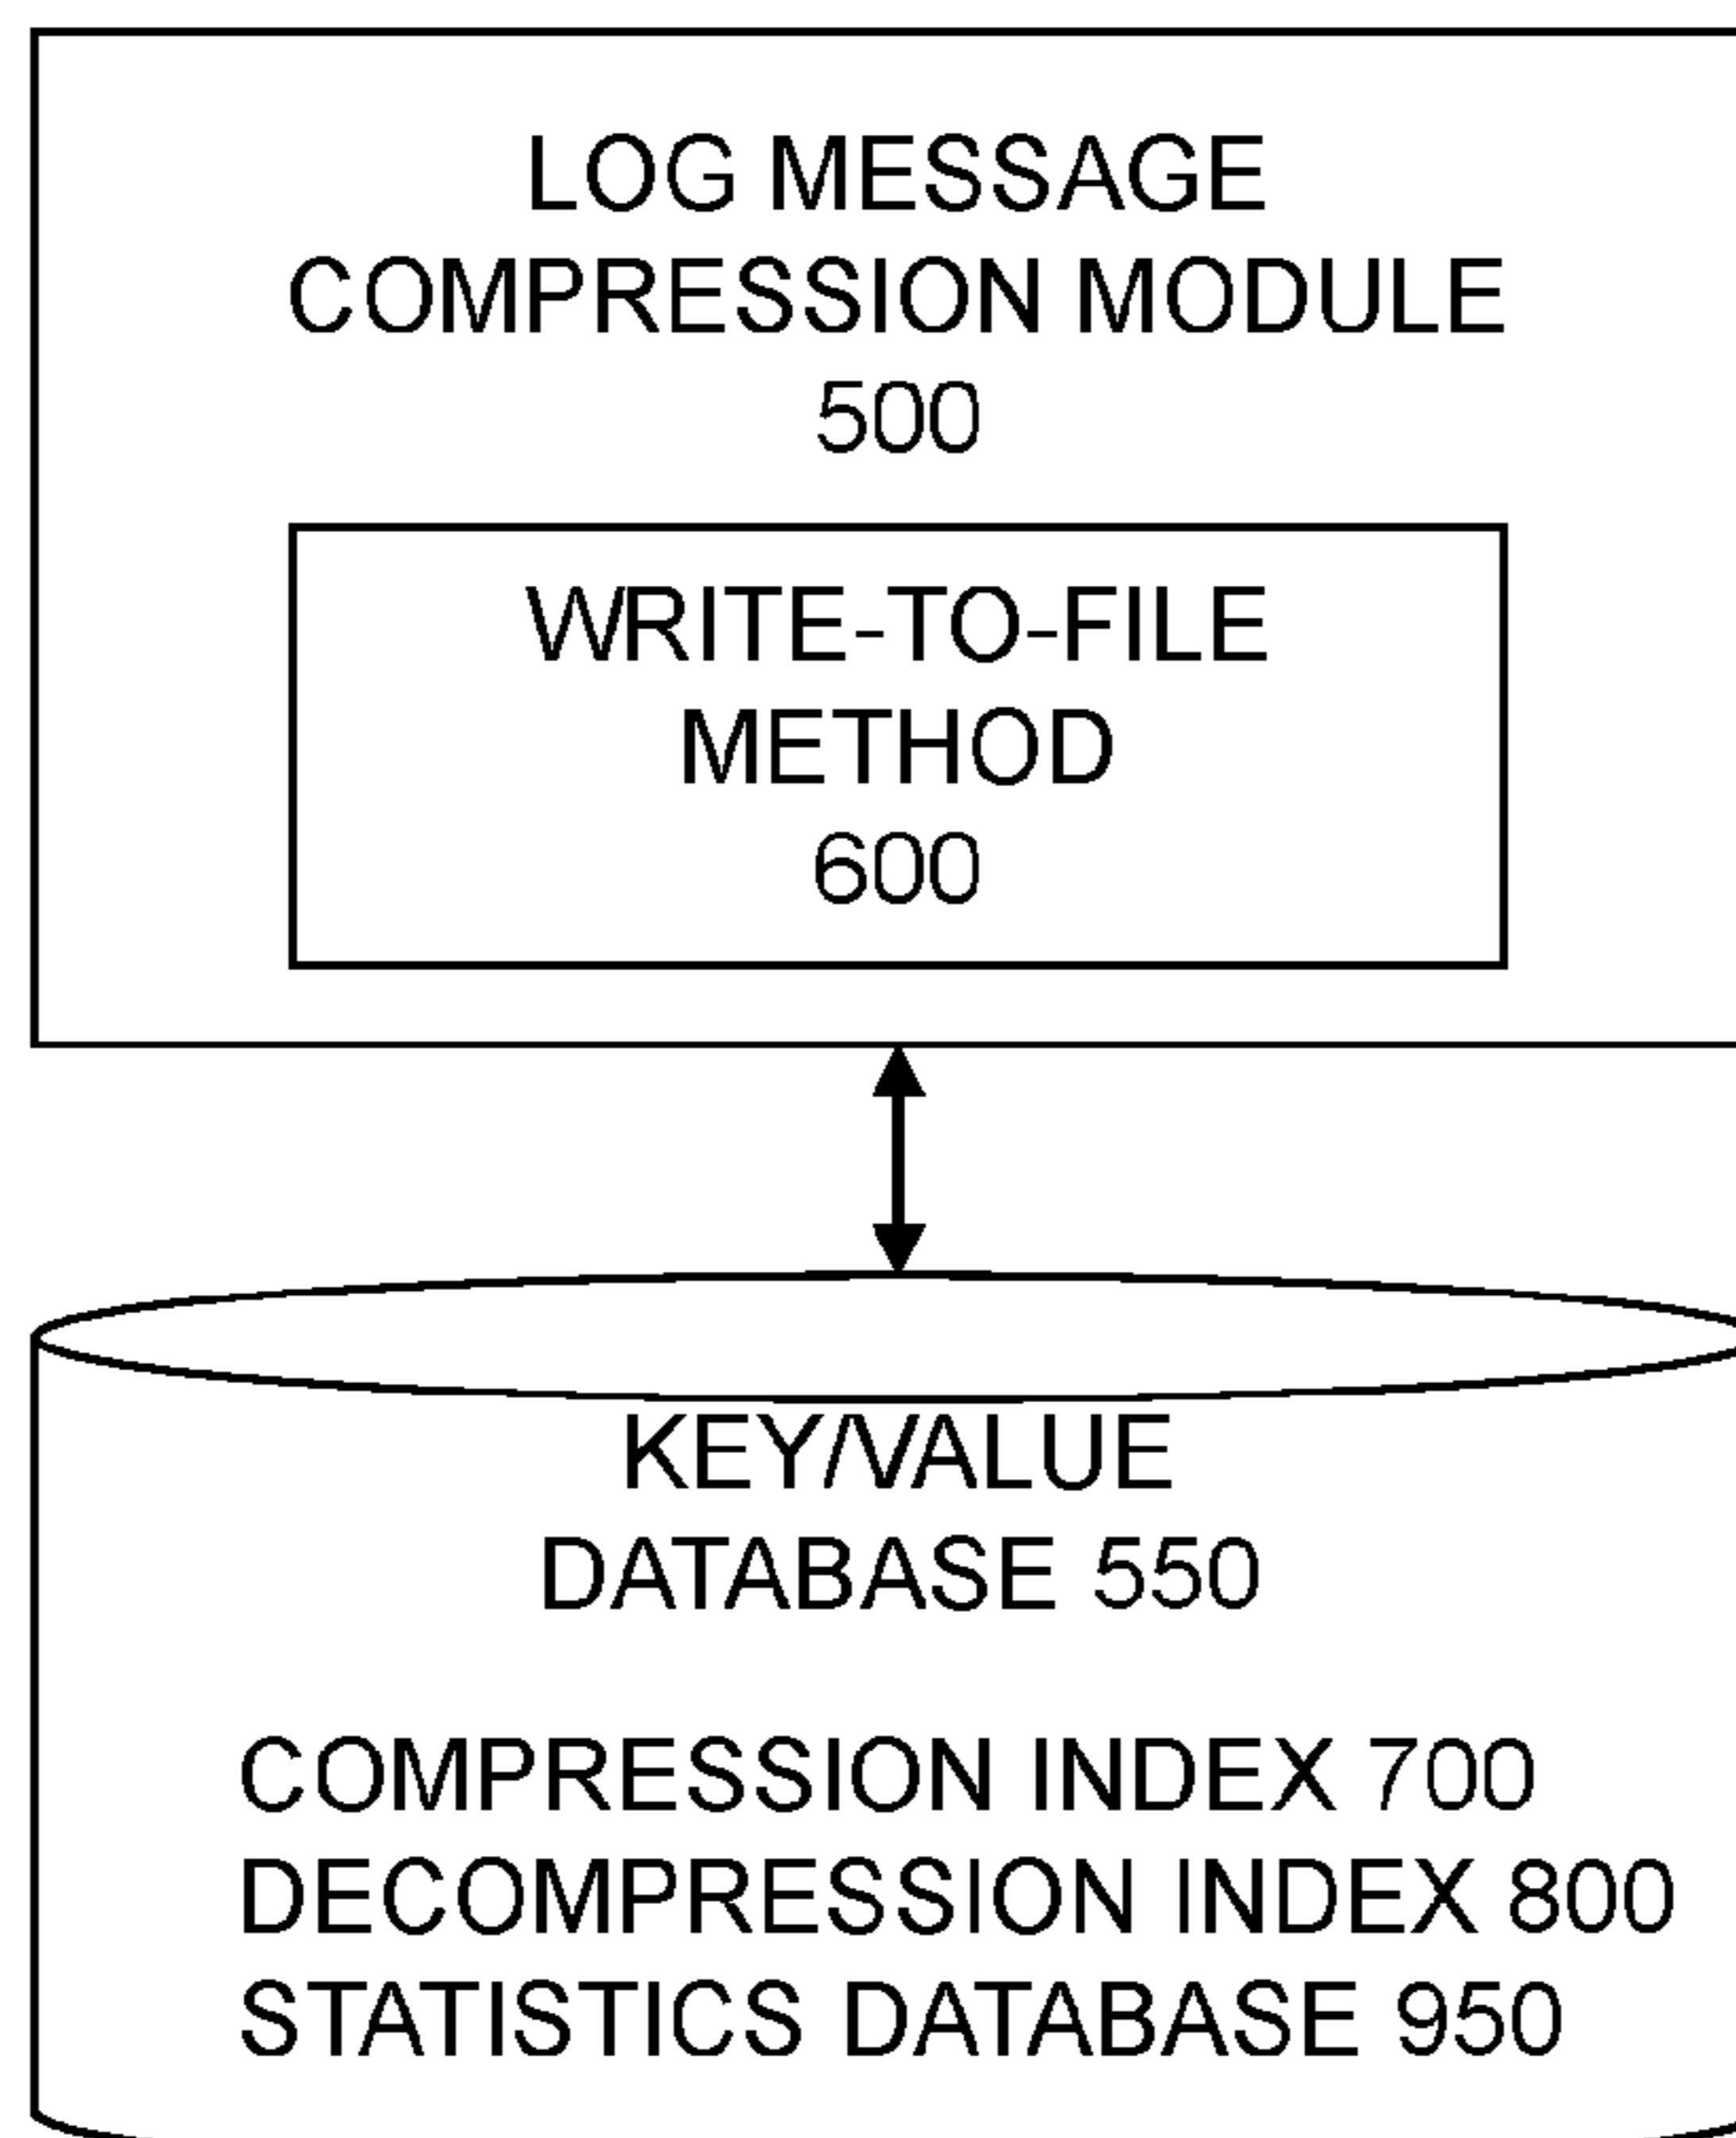 LOG MESSAGE
COMPRESSION MODULE
500
WRITE-TO-FILE
METHOD
600
KEY/VALUE
DATABASE 550
COMPRESSION INDEX 700
DECOMPRESSION INDEX 800
STATISTICS DATABASE 950